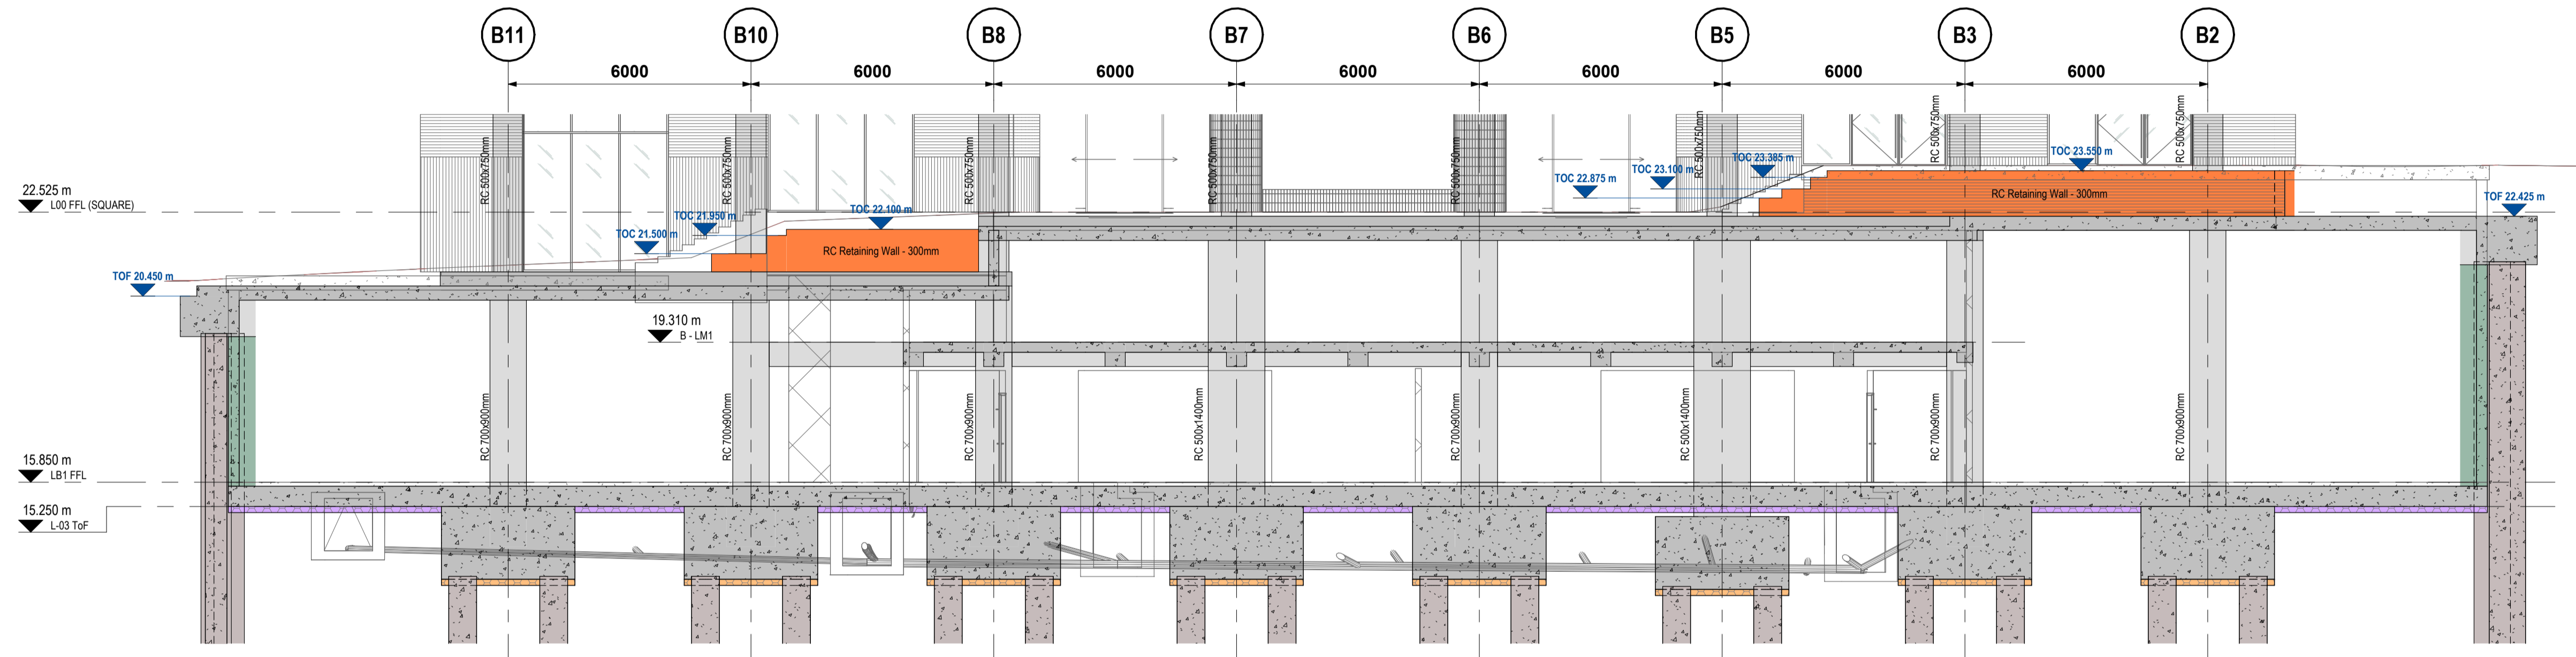 B11 B10 B8 B7 B6 B5 B3 B2
6000 6000 6000 6000 6000 6000 6000
RC 500x750mm RC 500x750mm RC 500x750mm RC 500x750mm RC 500x750mm RC 500x750mm RC 500x750mm RC 500x750mm
TOC 23.550 m
TOC 23.385 m
TOC 23.100 m
TOC 22.875 m
22.525 m
L00 FFL (SQUARE)
TOC 21.950 m
TOC 22.100 m
TOC 21.500 m
RC Retaining Wall - 300mm
RC Retaining Wall - 300mm
TOF 22.425 m
TOF 20.450 m
19.310 m
B - LM1
RC 700x900mm RC 700x900mm RC 700x900mm RC 500x1400mm RC 700x900mm RC 500x1400mm RC 700x900mm RC 700x900mm
15.850 m
LB1 FFL
15.250 m
L-03 ToF